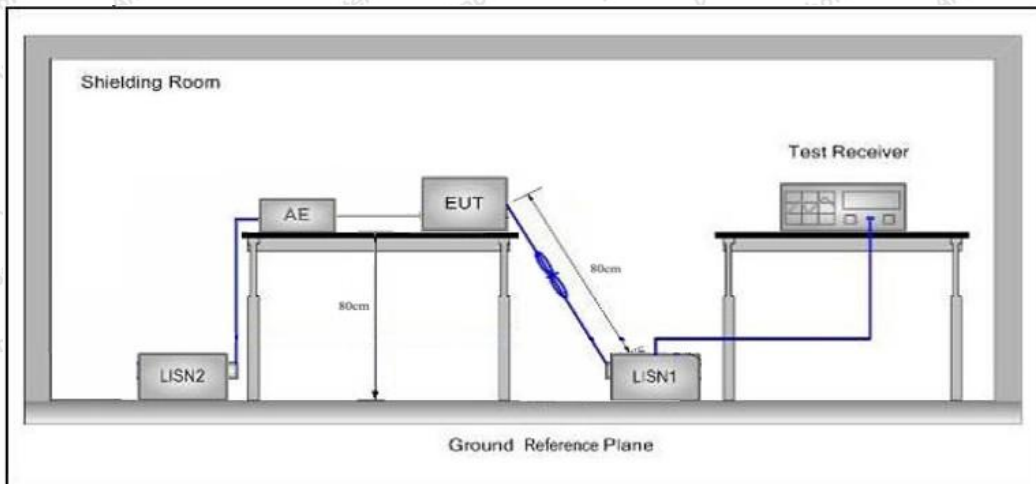 Shielding Room
Test Receiver
AE
EUT
80cm
80cm
LISN2
LISN1
Ground Reference Plane